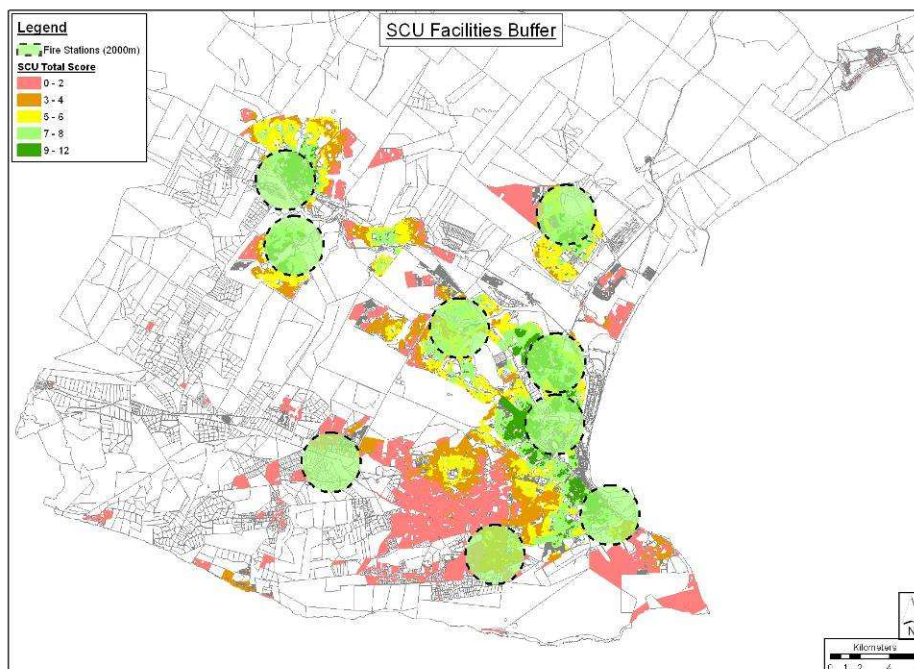 SCU Facilities Buffer
Legend
Fire Stations (2000m)
SCU Total Score
0 - 2
3 - 4
5 - 6
7 - 8
9 - 12
N
Kilometers
0 1 2 4